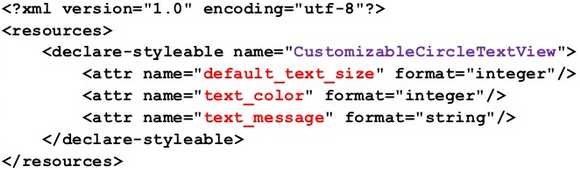 <?xml version="1.0" encoding="utf-8"?>
<resources>
    <declare-styleable name="CustomizableCircleTextView">
        <attr name="default_text_size" format="integer"/>
        <attr name="text_color" format="integer"/>
        <attr name="text_message" format="string"/>
    </declare-styleable>
</resources>